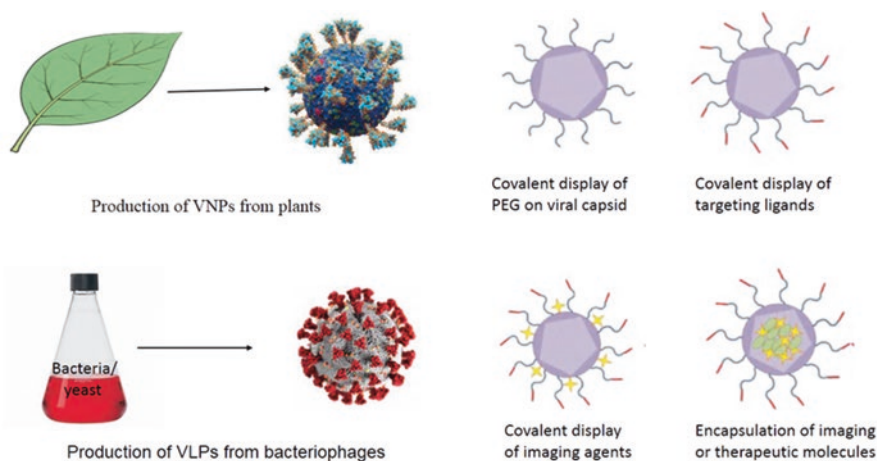 Production of VNPs from plants
Covalent display of
PEG on viral capsid
Covalent display of
targeting ligands
Bacteria/
yeast
Production of VLPs from bacteriophages
Covalent display
of imaging agents
Encapsulation of imaging
or therapeutic molecules